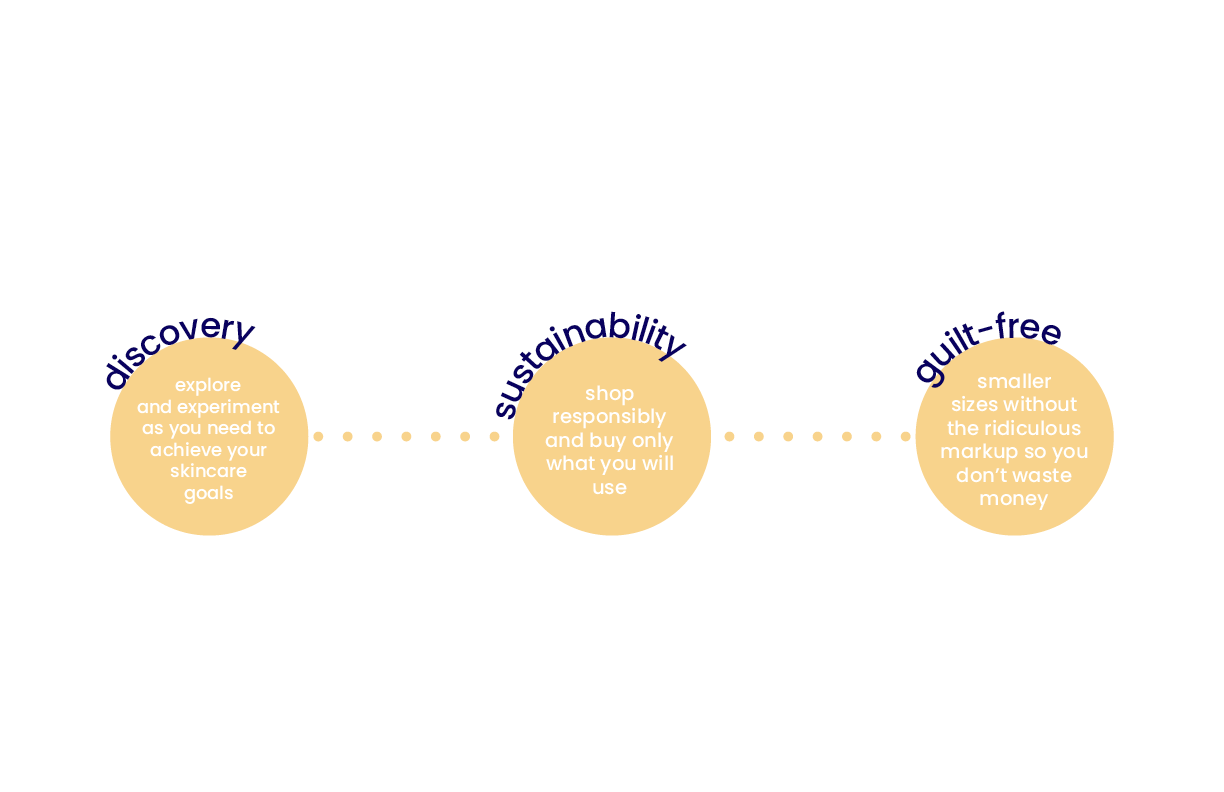 discovery
explore
and experiment
as you need to
achieve your
skincare
goals
sustainability
shop
responsibly
and buy only
what you will
use
guilt-free
smaller
sizes without
the ridiculous
markup so you
don’t waste
money